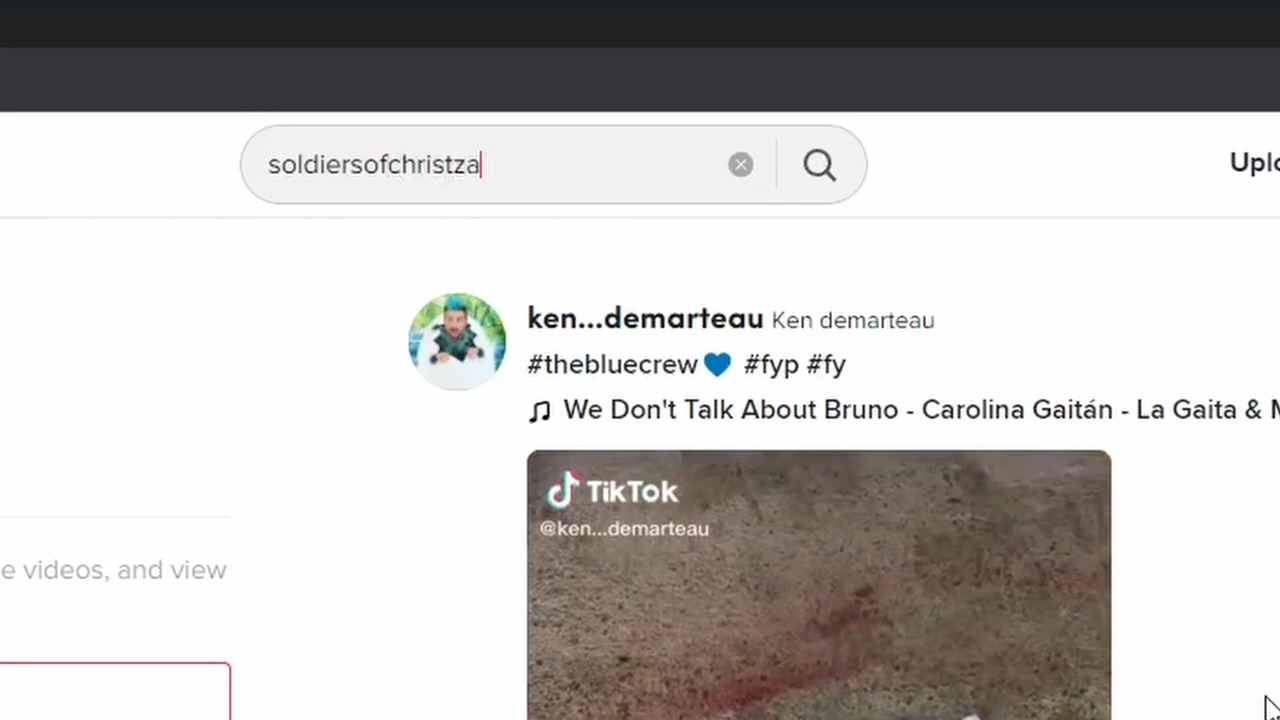 soldiersofchristza
Uplo
ken...demarteau Ken demarteau
#thebluecrew💙 #fyp #fy
We Don't Talk About Bruno - Carolina Gaitán - La Gaita & M
TikTok
@ken...demarteau
e videos, and view